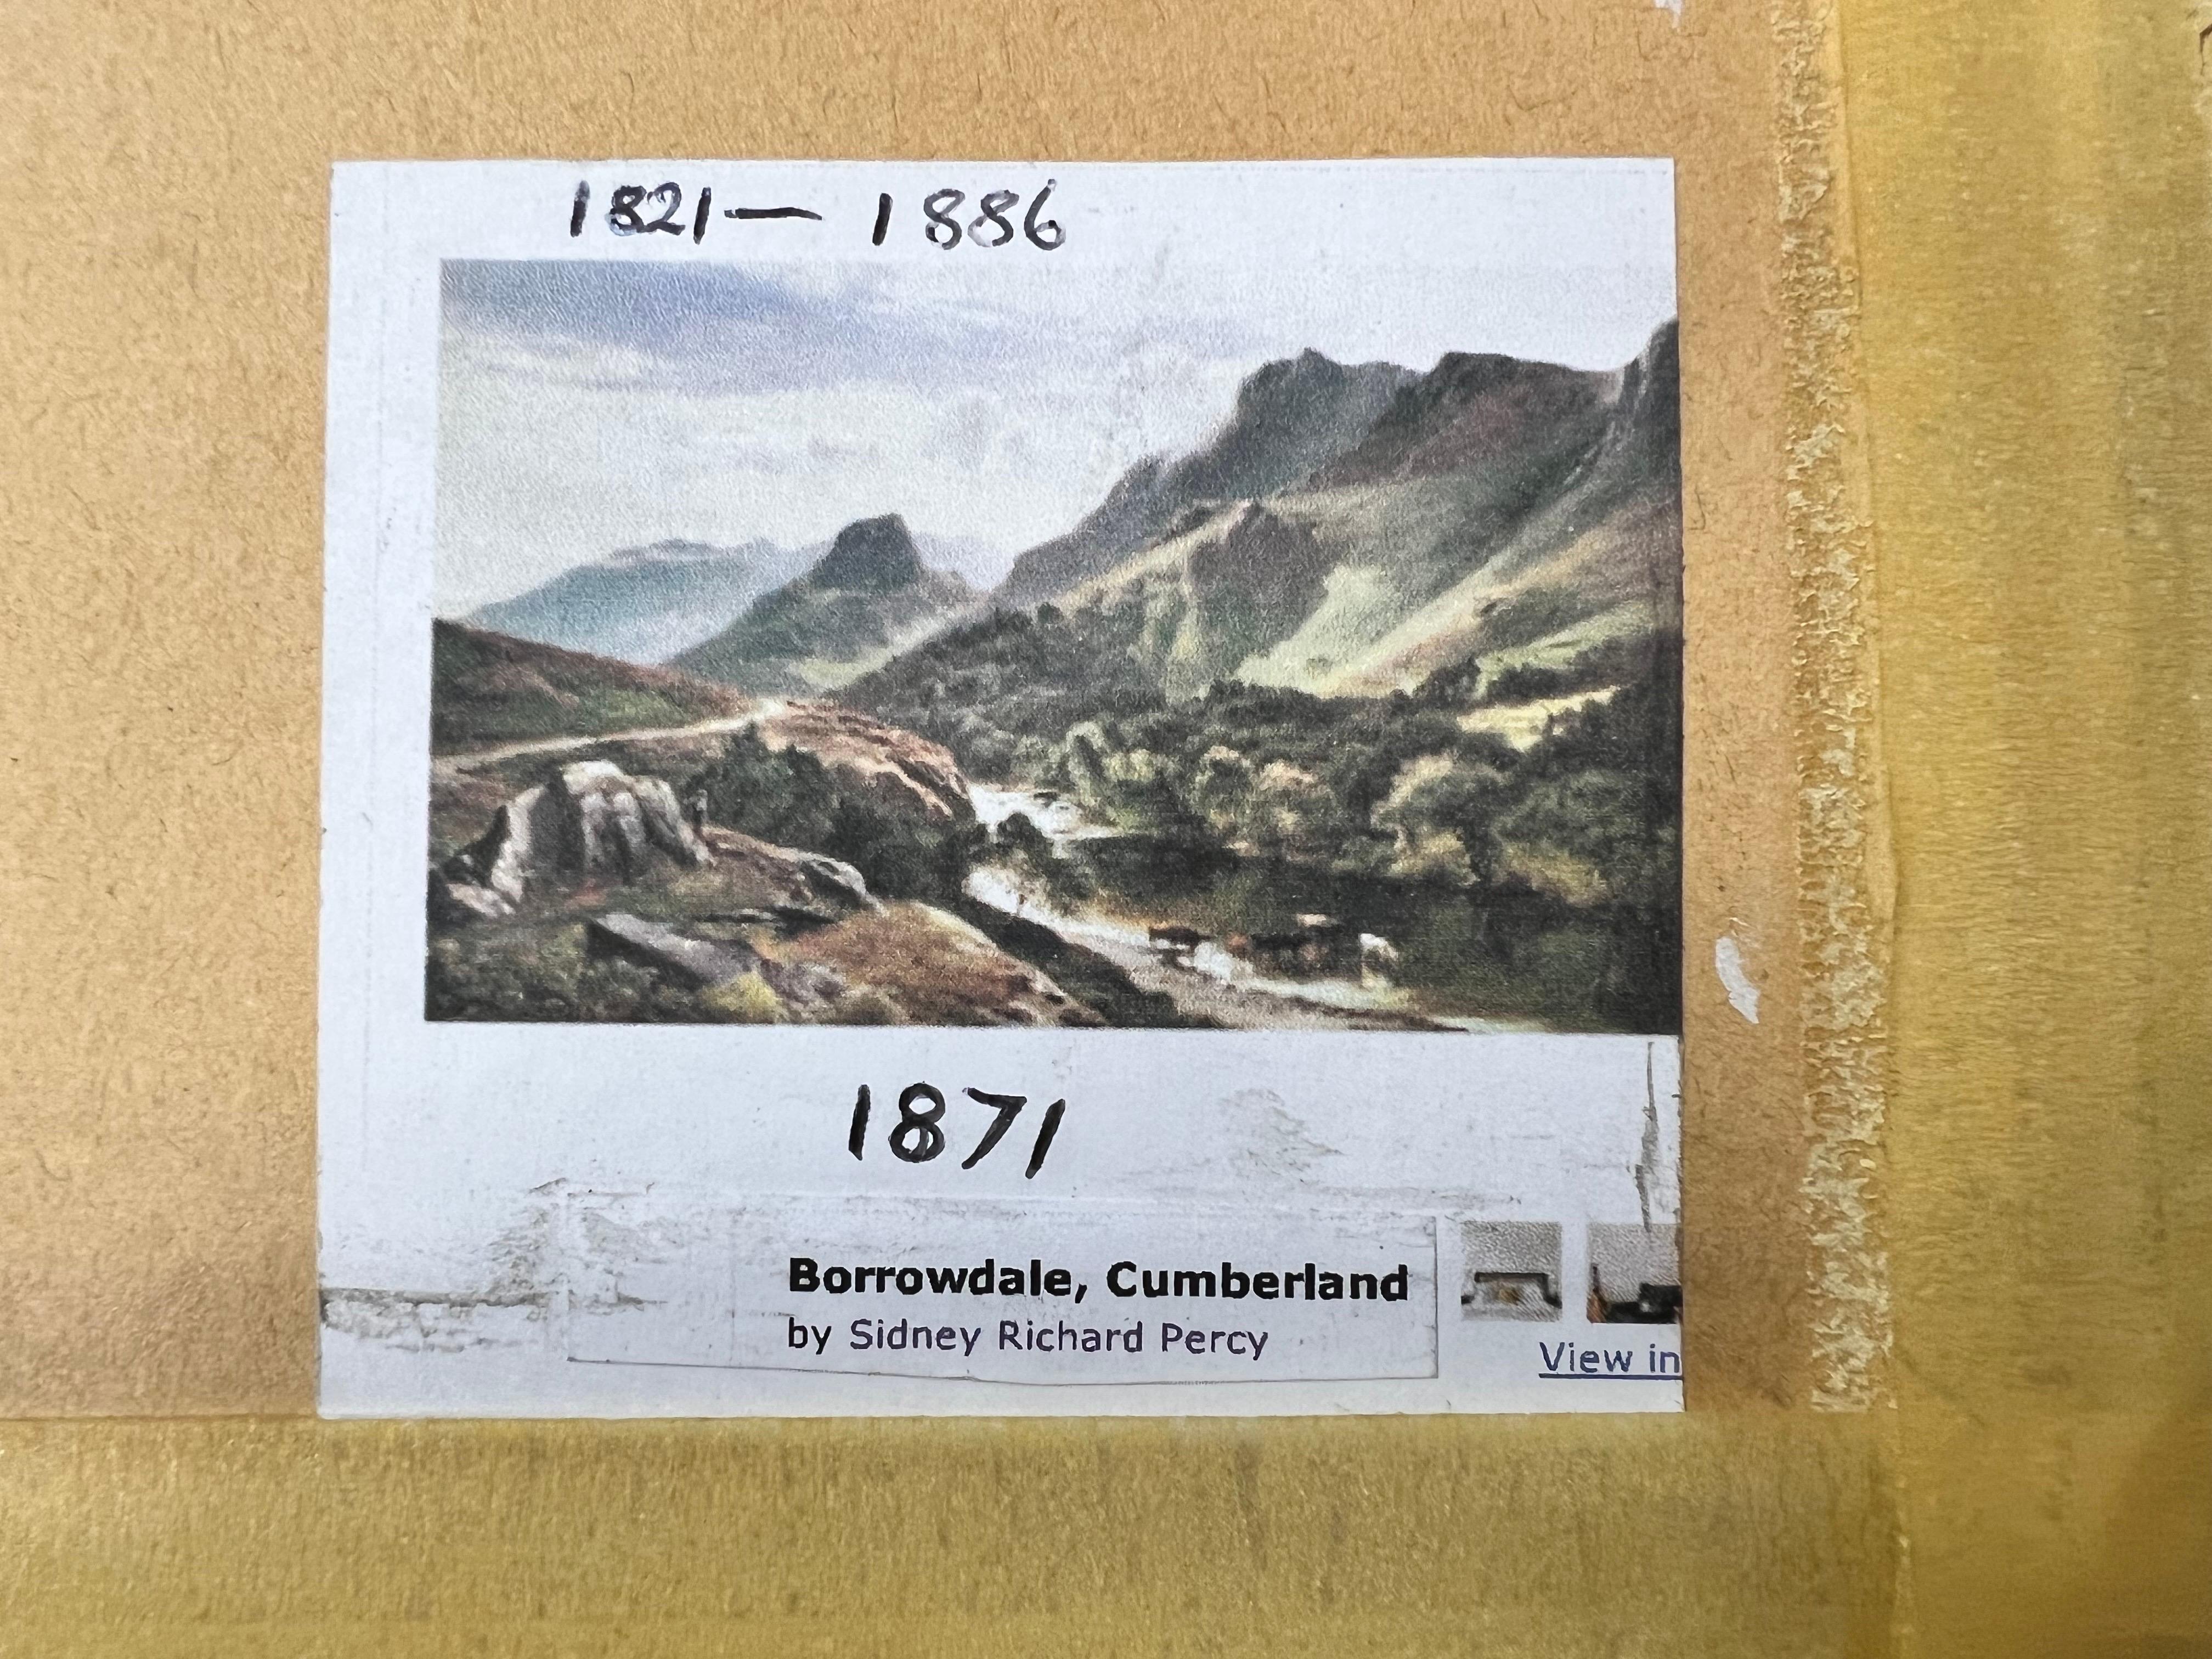 1821 — 1886
1871
Borrowdale, Cumberland
by Sidney Richard Percy
View in